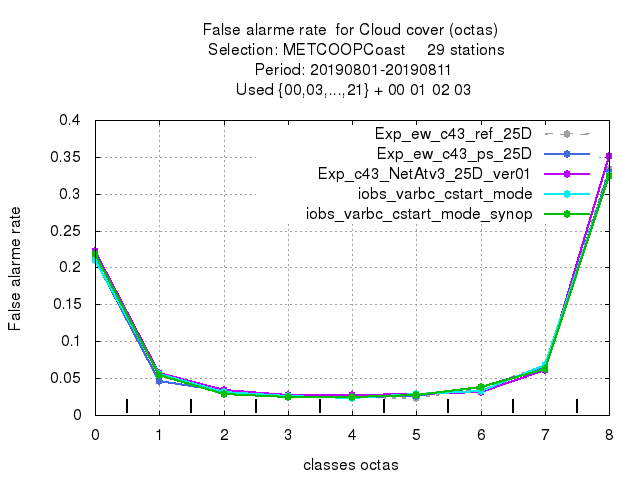 False alarme rate  for Cloud cover (octas)
Selection: METCOOPCoast     29 stations
Period: 20190801-20190811
Used {00,03,...,21} + 00 01 02 03
0.4
0.35
0.3
0.25
0.2
0.15
0.1
0.05
0
False alarme rate
Exp_ew_c43_ref_25D
Exp_ew_c43_ps_25D
Exp_c43_NetAtv3_25D_ver01
iobs_varbc_cstart_mode
iobs_varbc_cstart_mode_synop
0 1 2 3 4 5 6 7 8
classes octas